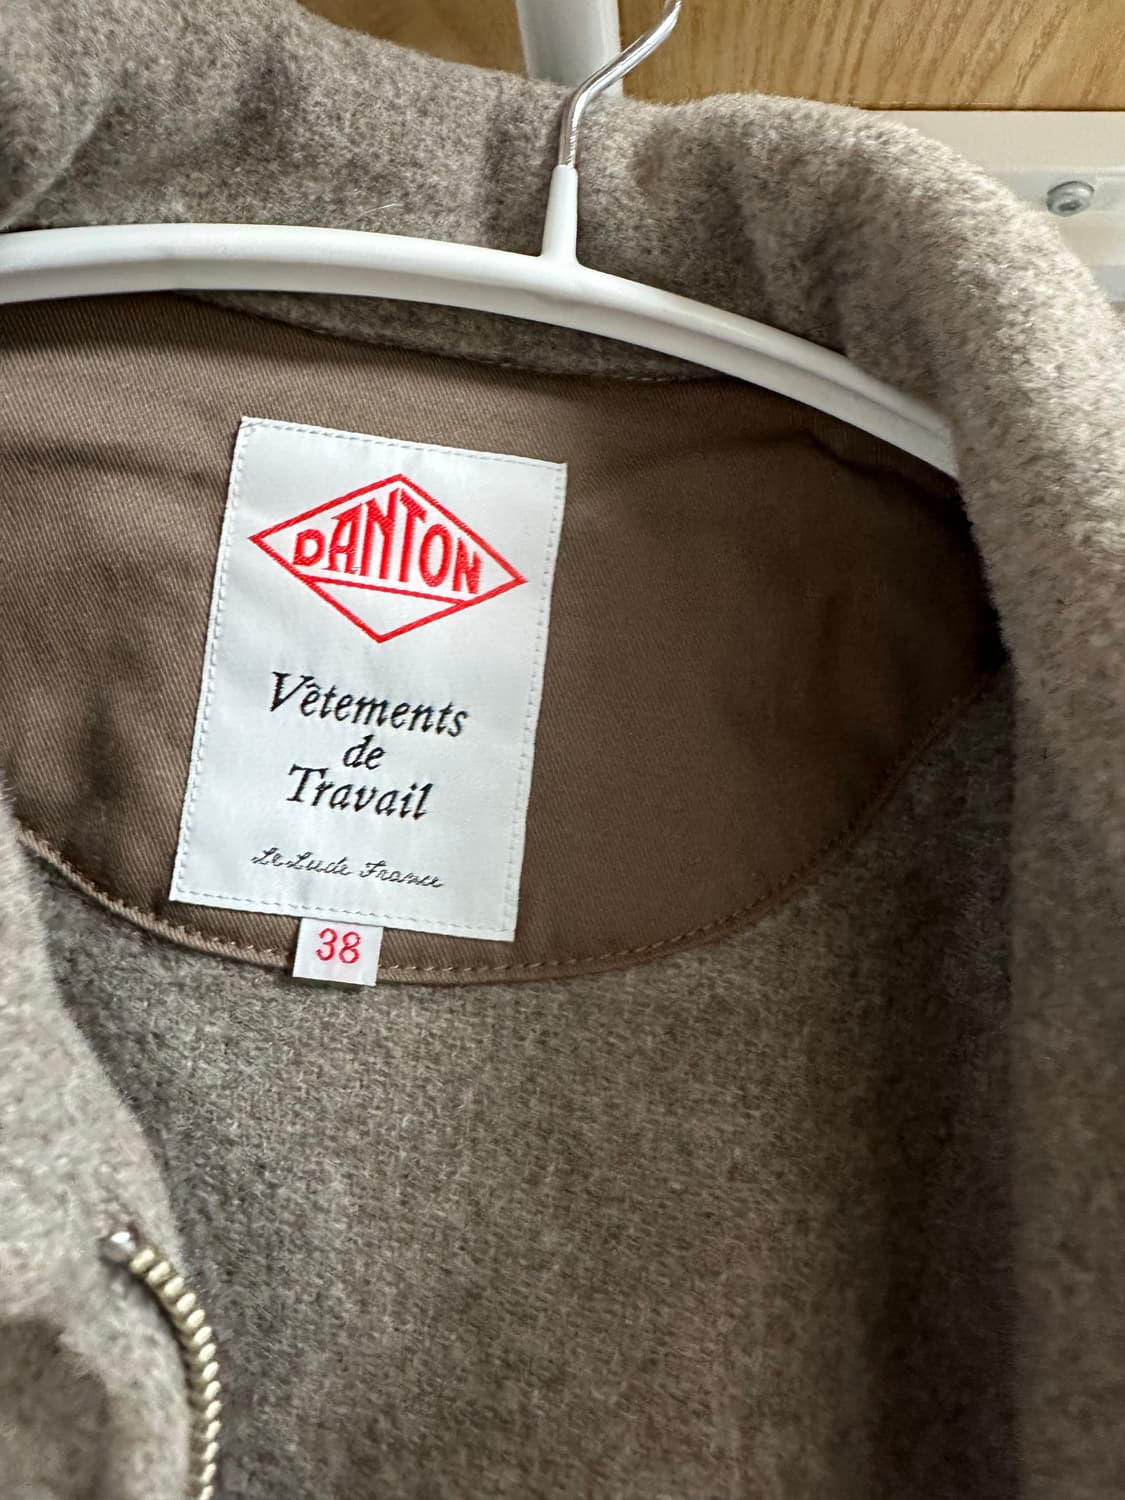 DANTON
Vêtements
de
Travail
Le Lude France
38